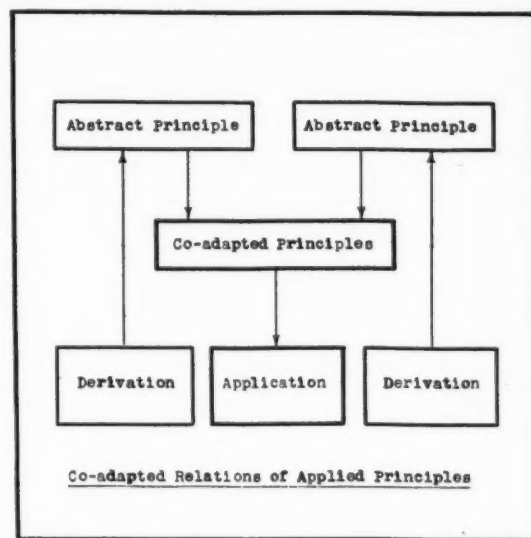 Abstract Principle
Abstract Principle
Co-adapted Principles
Derivation
Application
Derivation
Co-adapted Relations of Applied Principles